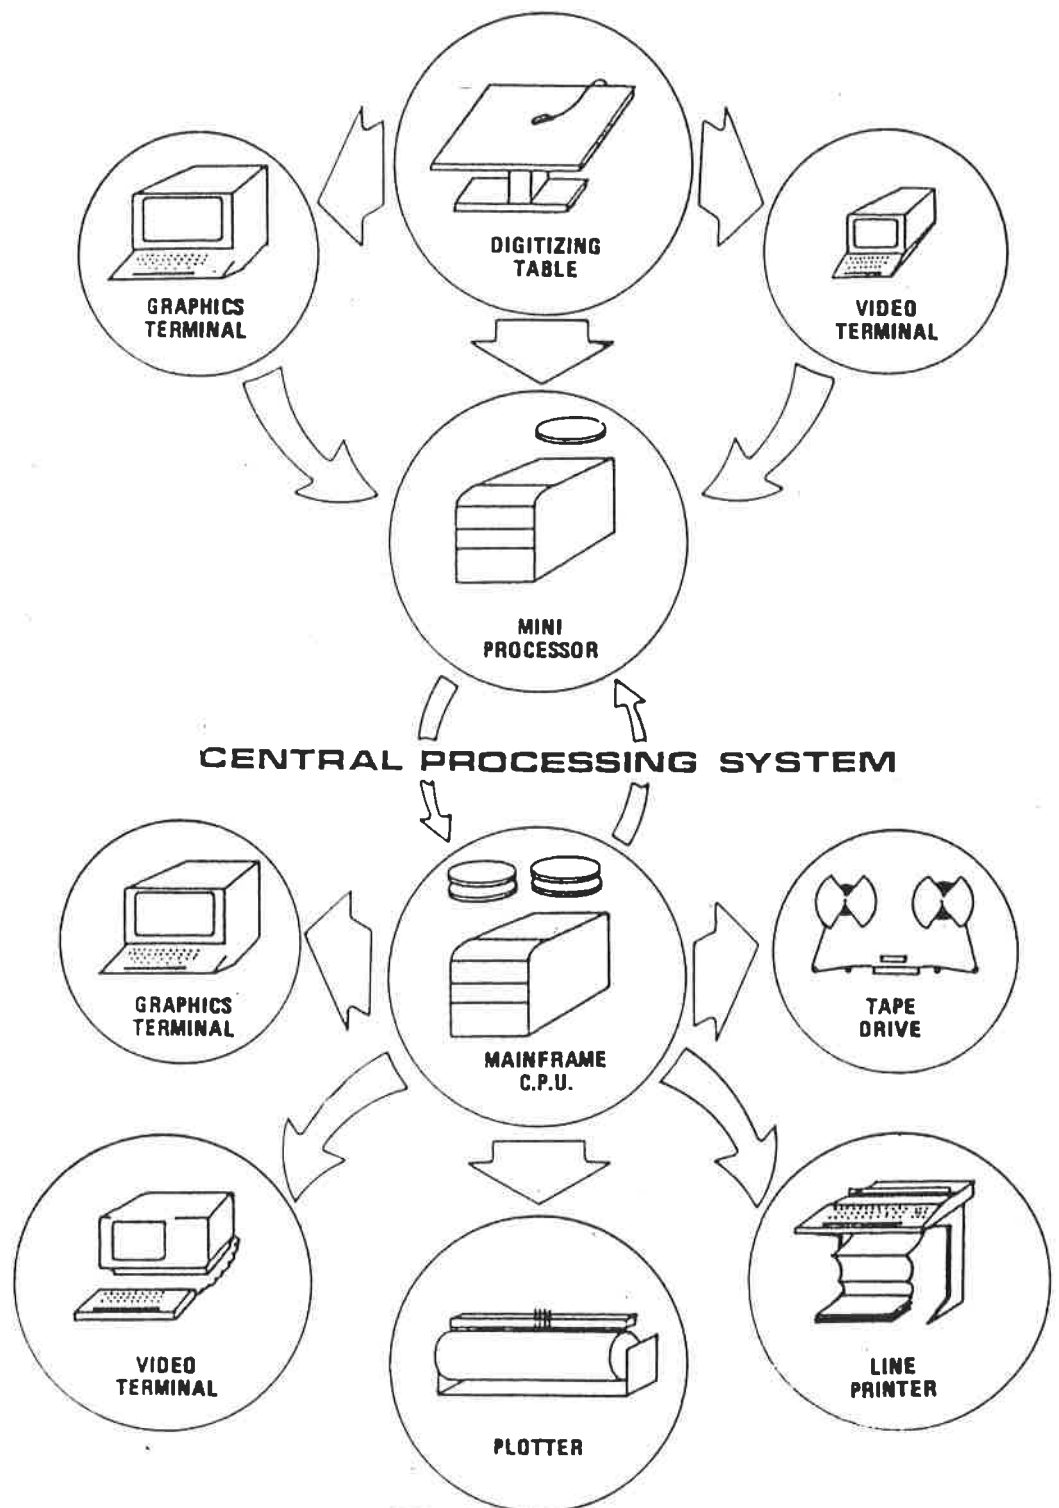 DIGITIZING
TABLE
GRAPHICS
TERMINAL
VIDEO
TERMINAL
MINI
PROCESSOR
CENTRAL PROCESSING SYSTEM
GRAPHICS
TERMINAL
MAINFRAME
C.P.U.
TAPE
DRIVE
VIDEO
TERMINAL
PLOTTER
LINE
PRINTER